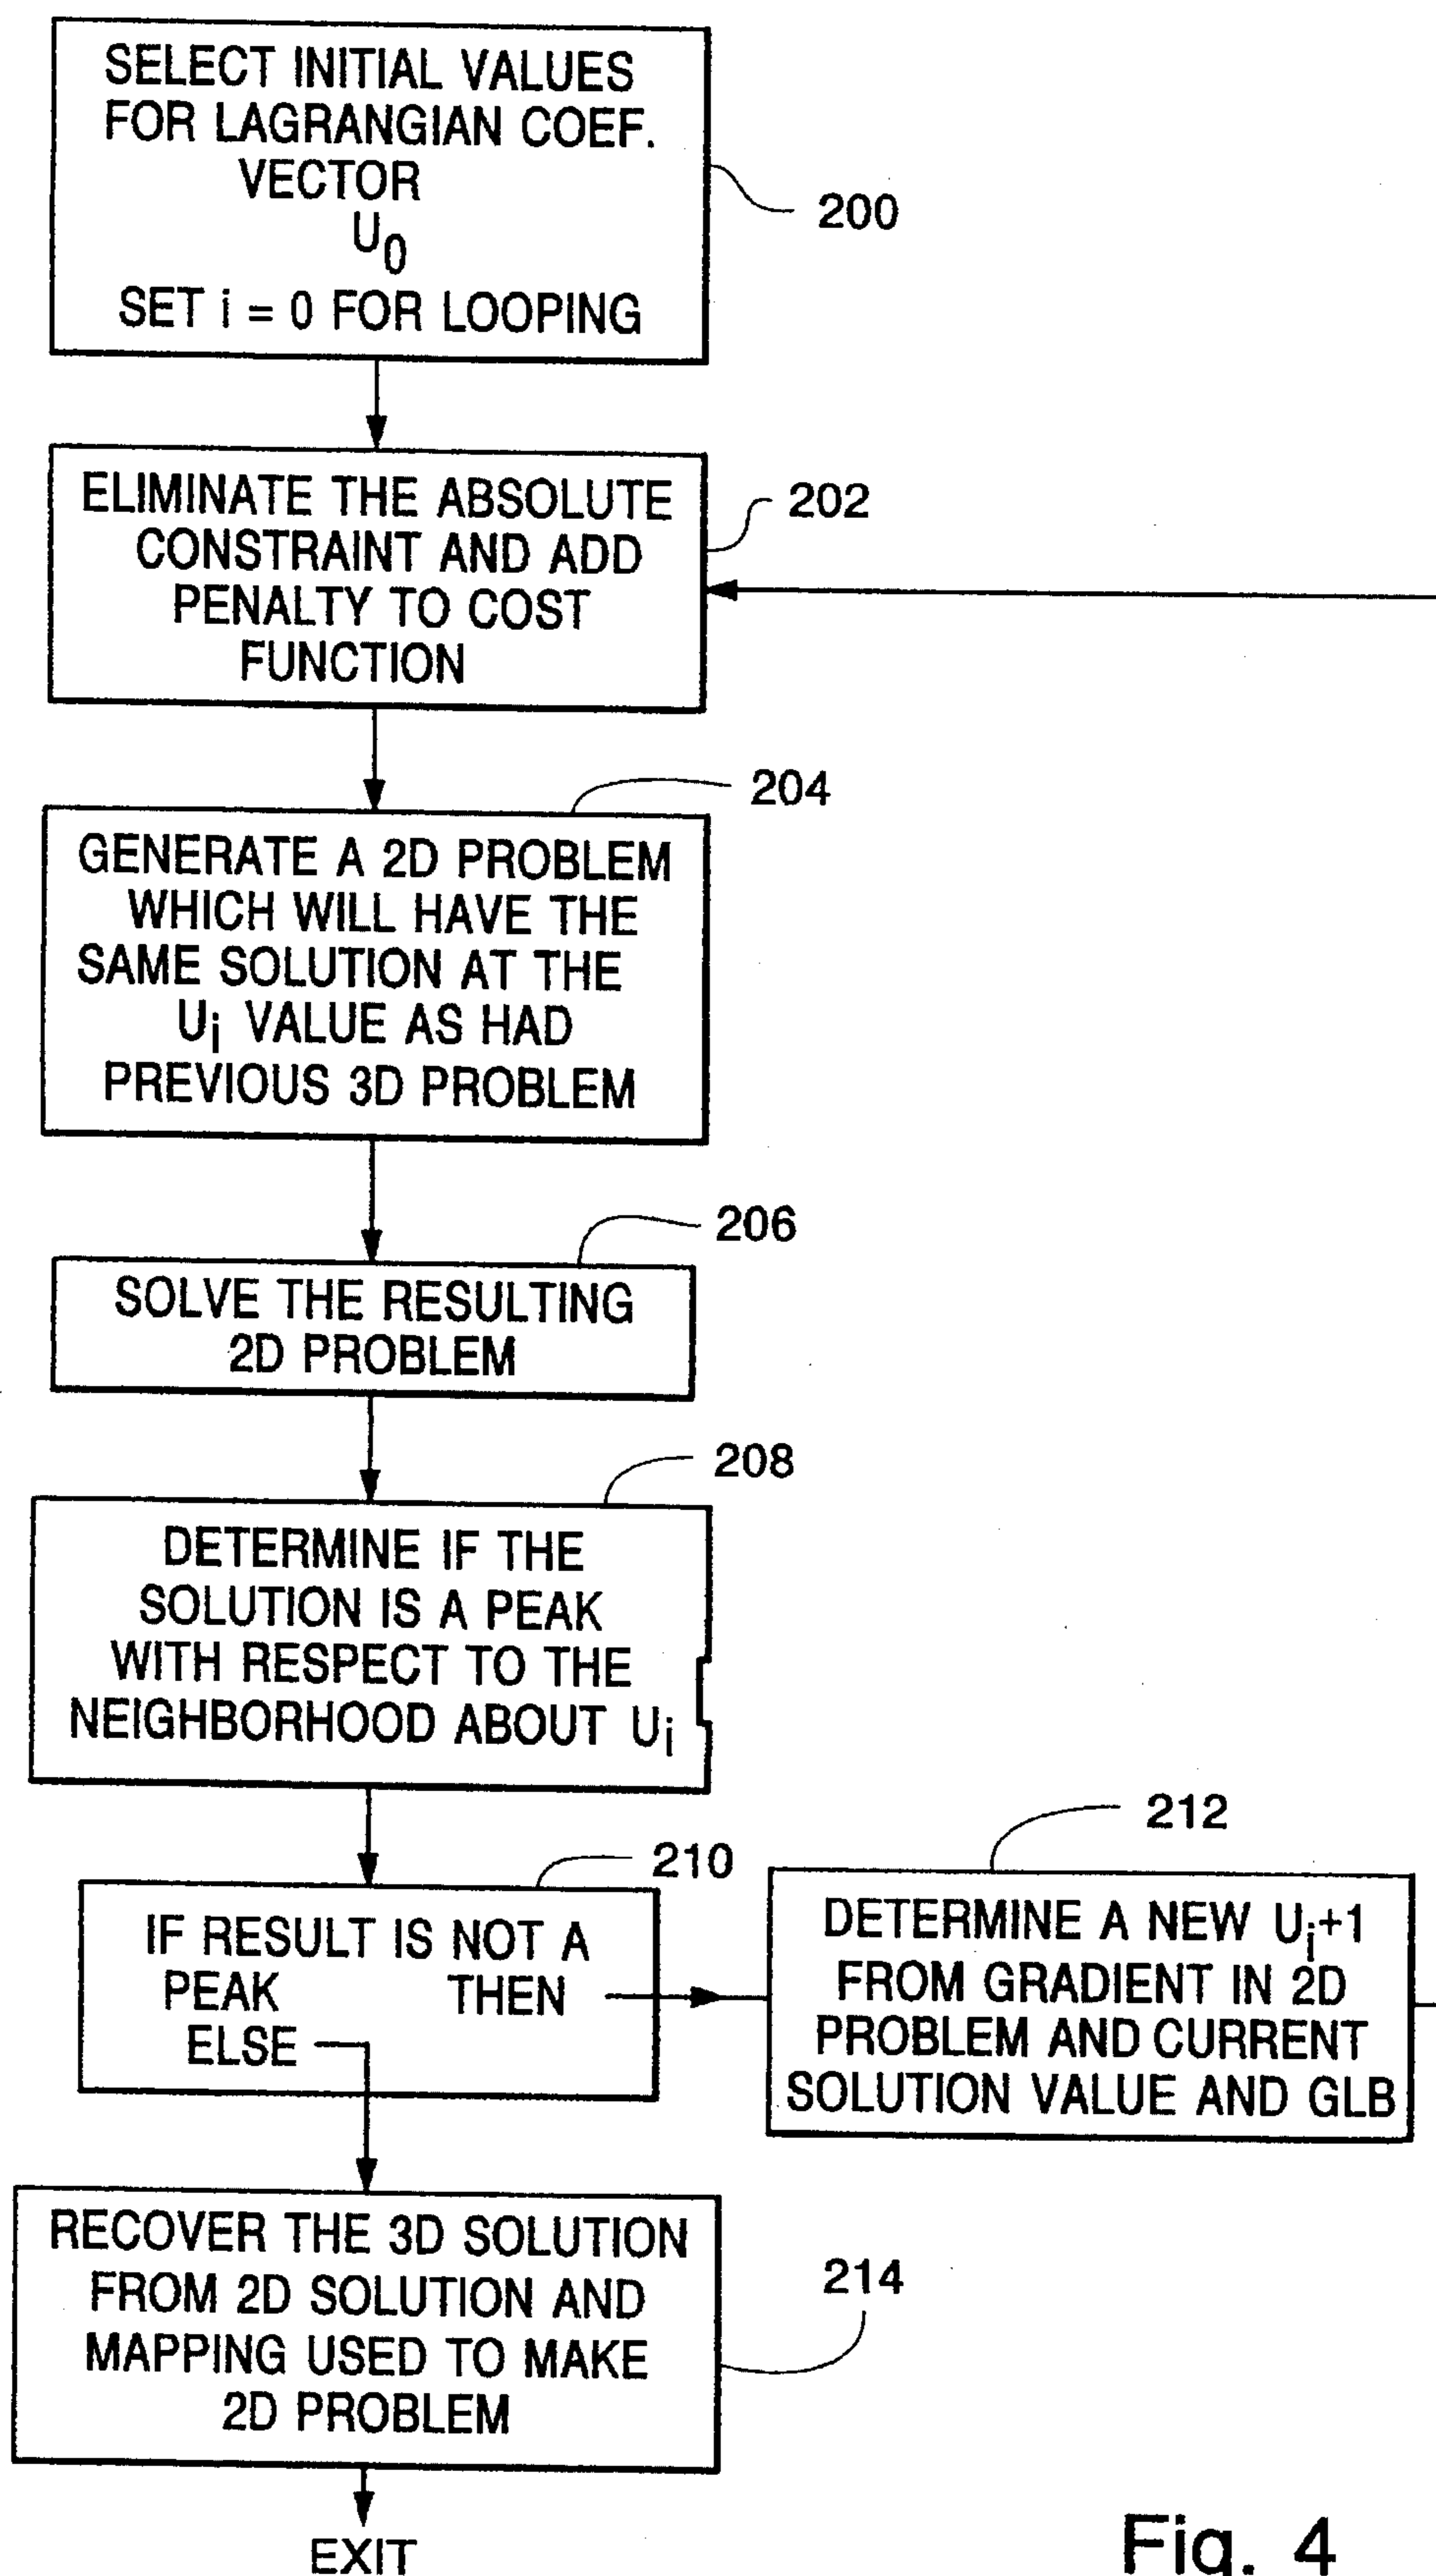 SELECT INITIAL VALUES
FOR LAGRANGIAN COEF.
VECTOR
U0
SET i = 0 FOR LOOPING
200
ELIMINATE THE ABSOLUTE
CONSTRAINT AND ADD
PENALTY TO COST
FUNCTION
202
204
GENERATE A 2D PROBLEM
WHICH WILL HAVE THE
SAME SOLUTION AT THE
Ui VALUE AS HAD
PREVIOUS 3D PROBLEM
206
SOLVE THE RESULTING
2D PROBLEM
208
DETERMINE IF THE
SOLUTION IS A PEAK
WITH RESPECT TO THE
NEIGHBORHOOD ABOUT Ui
210
IF RESULT IS NOT A
PEAK THEN
ELSE
212
DETERMINE A NEW Ui+1
FROM GRADIENT IN 2D
PROBLEM AND CURRENT
SOLUTION VALUE AND GLB
RECOVER THE 3D SOLUTION
FROM 2D SOLUTION AND
MAPPING USED TO MAKE
2D PROBLEM
214
EXIT
Fig. 4